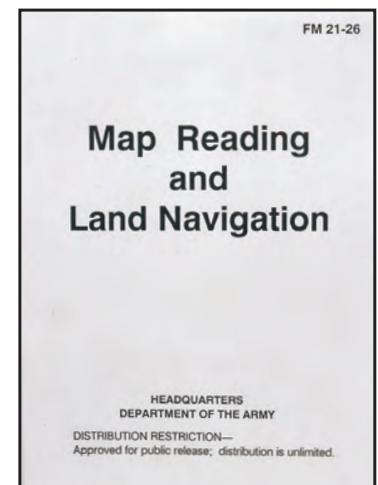 FM 21-26
Map Reading
and
Land Navigation
HEADQUARTERS
DEPARTMENT OF THE ARMY
DISTRIBUTION RESTRICTION—
Approved for public release; distribution is unlimited.